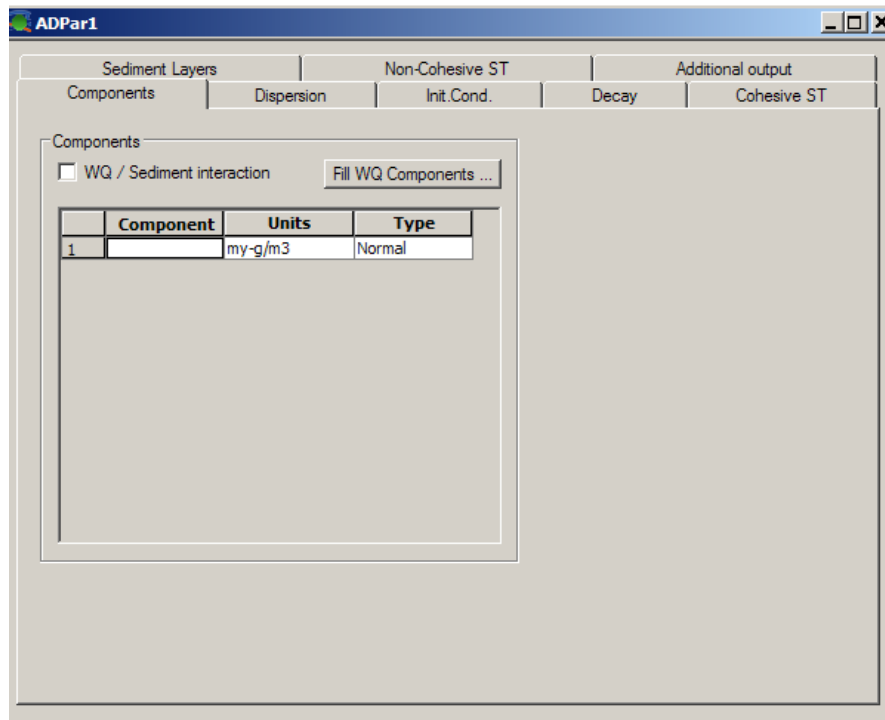 ADPar1
Sediment Layers Non-Cohesive ST Additional output
Components Dispersion Init.Cond. Decay Cohesive ST
Components
WQ / Sediment interaction Fill WQ Components ...
Component Units Type
1 my-g/m3 Normal